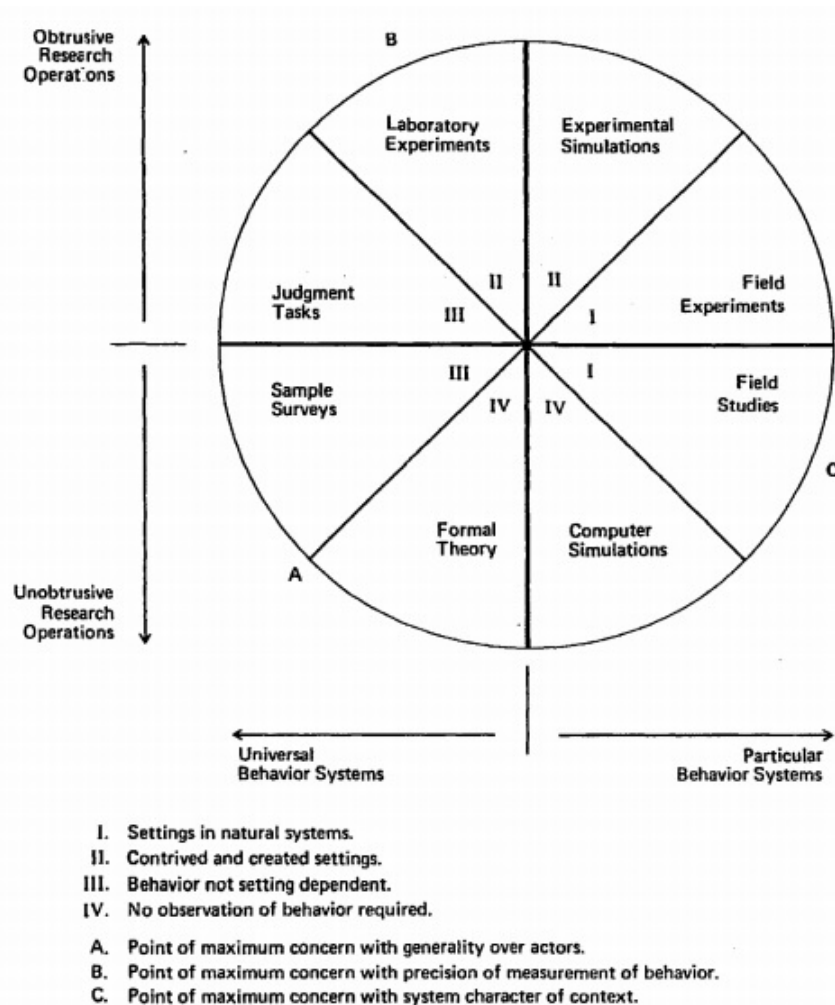 Obtrusive
Research
Operations
B
Laboratory
Experiments
Experimental
Simulations
II
II
Judgment
Tasks
III
I
Field
Experiments
Sample
Surveys
III
I
Field
Studies
IV
IV
C
Formal
Theory
Computer
Simulations
A
Unobtrusive
Research
Operations
Universal
Behavior Systems
Particular
Behavior Systems
I. Settings in natural systems.
II. Contrived and created settings.
III. Behavior not setting dependent.
IV. No observation of behavior required.
A. Point of maximum concern with generality over actors.
B. Point of maximum concern with precision of measurement of behavior.
C. Point of maximum concern with system character of context.